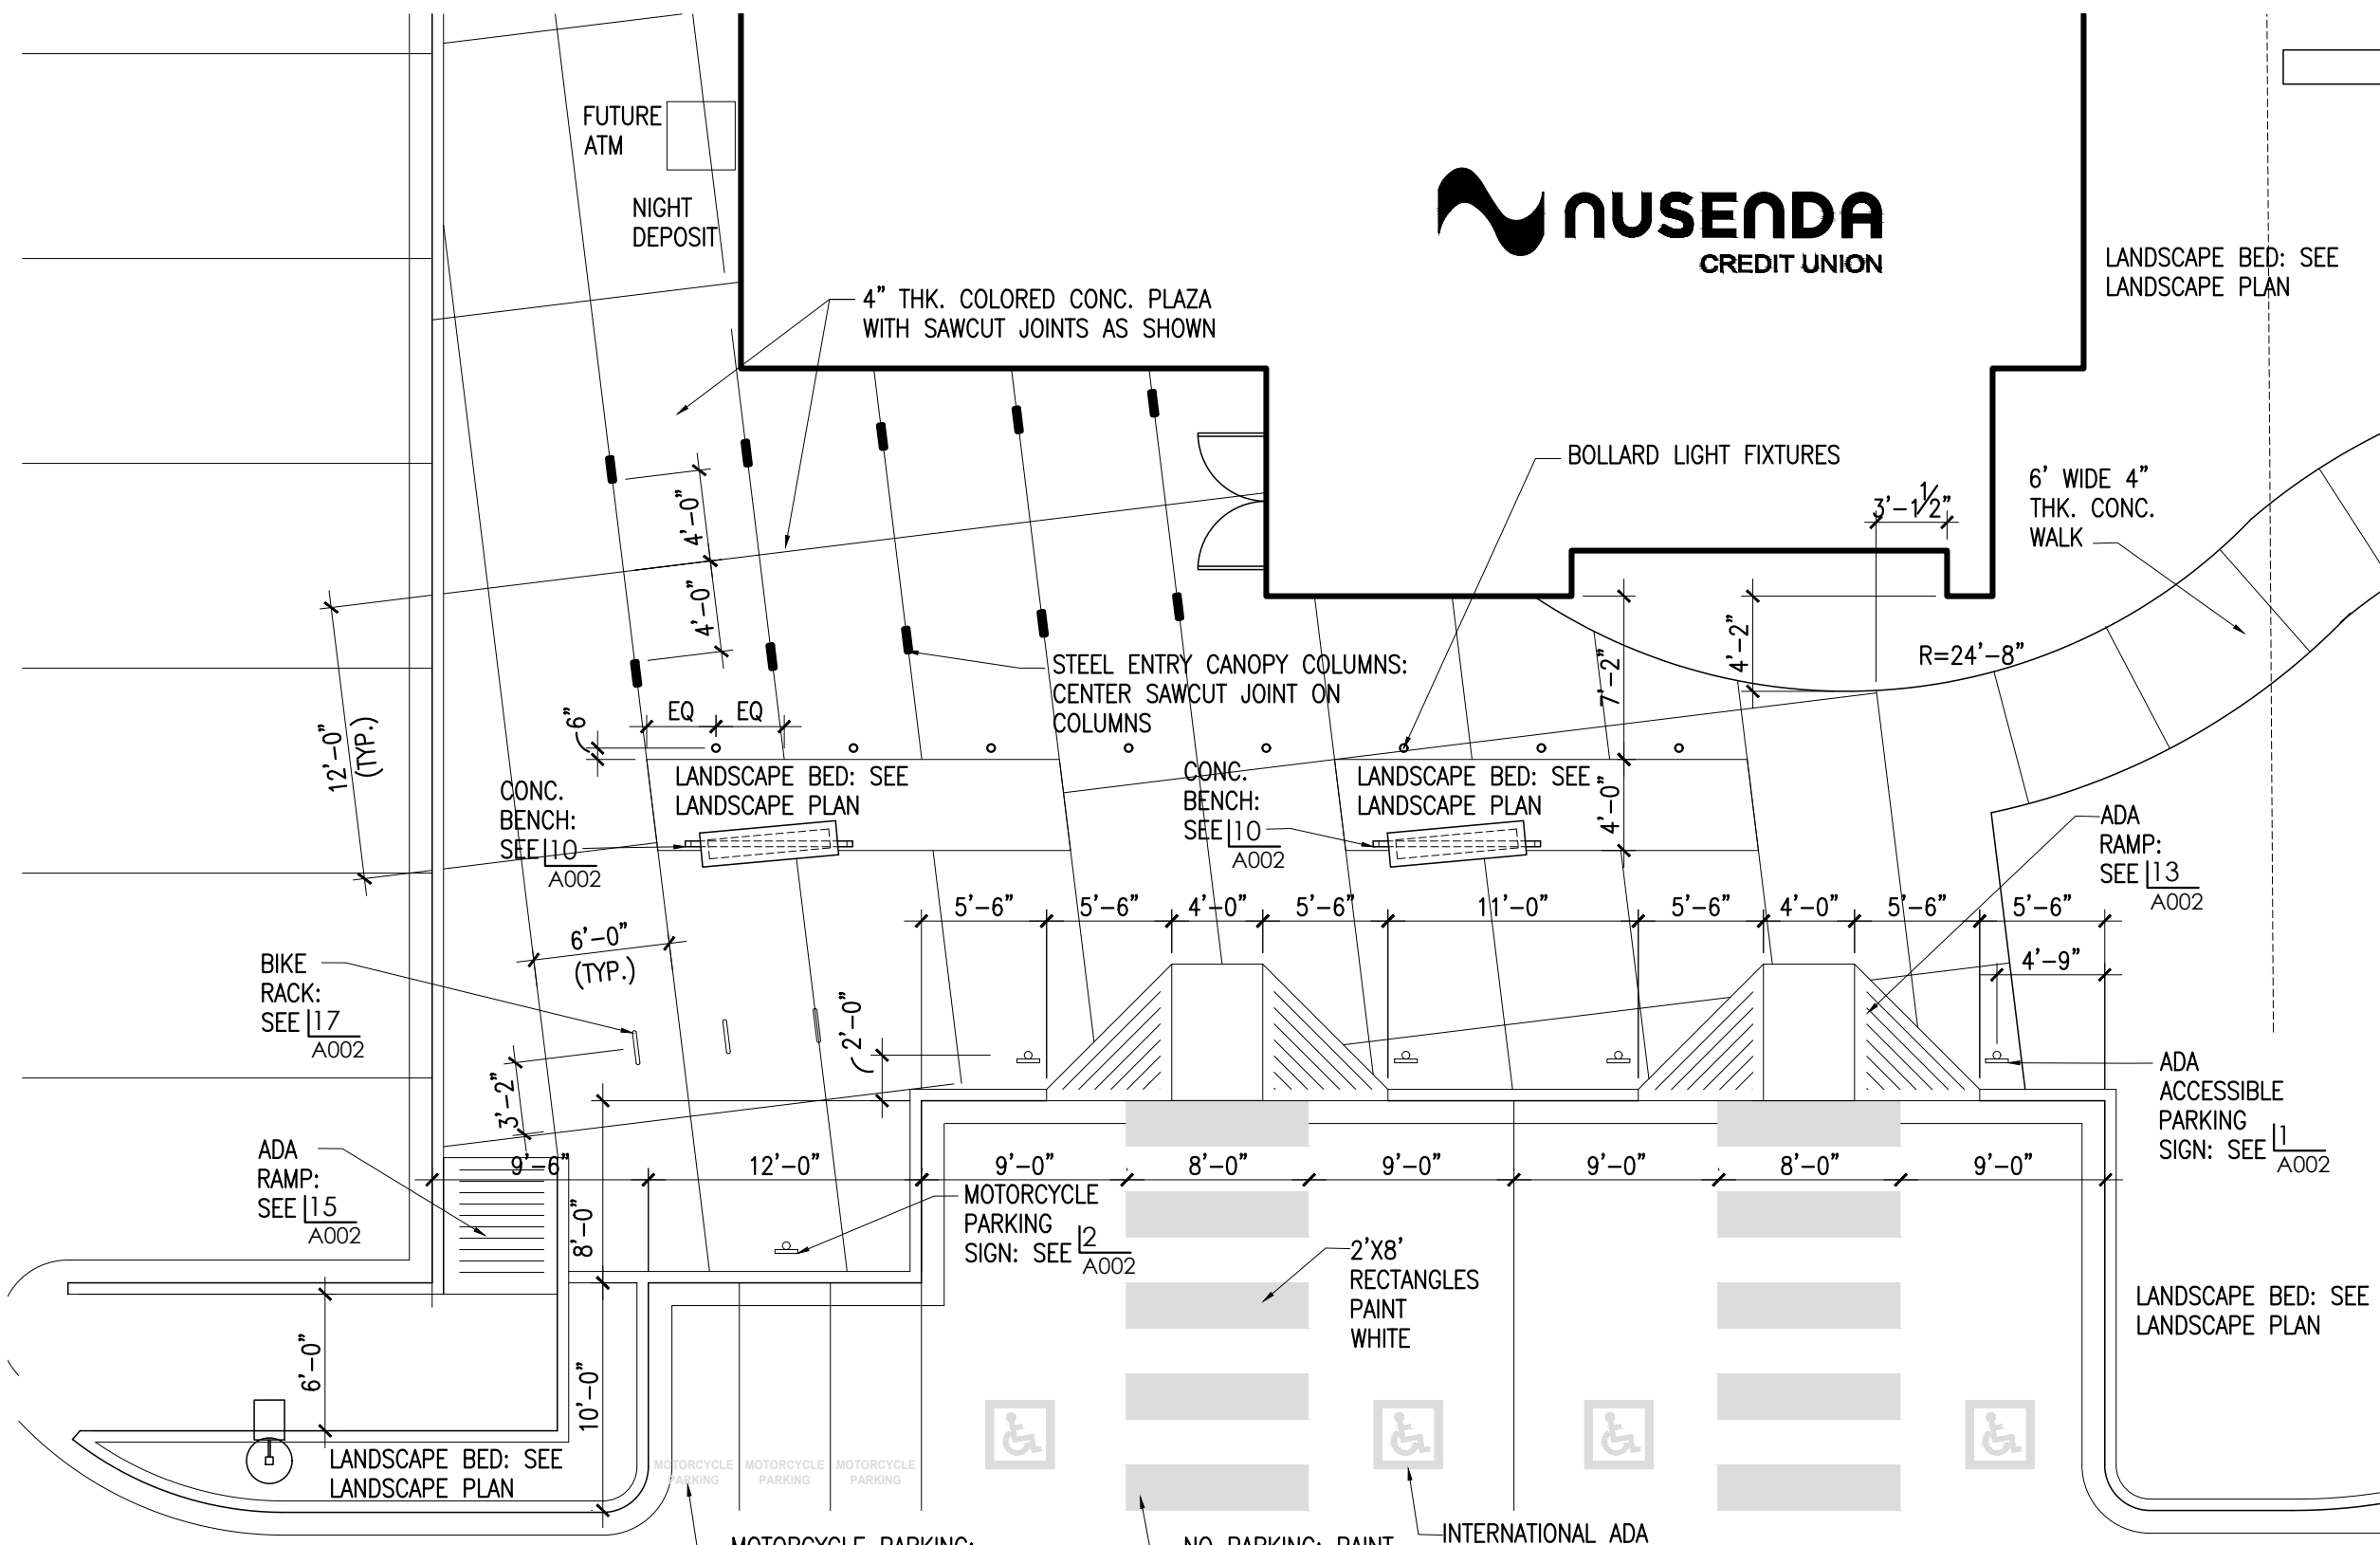 FUTURE
ATM
NIGHT
DEPOSIT
4" THK. COLORED CONC. PLAZA
WITH SAWCUT JOINTS AS SHOWN
NUSENDA
CREDIT UNION
LANDSCAPE BED: SEE
LANDSCAPE PLAN
BOLLARD LIGHT FIXTURES
6' WIDE 4"
THK. CONC.
WALK
3'-1½"
4'-0"
4'-0"
12'-0"
(TYP.)
STEEL ENTRY CANOPY COLUMNS:
CENTER SAWCUT JOINT ON
COLUMNS
7'-2"
4'-2"
R=24'-8"
6"
EQ
EQ
LANDSCAPE BED: SEE
LANDSCAPE PLAN
CONC.
BENCH:
SEE 10
A002
CONC.
BENCH:
SEE 10
A002
LANDSCAPE BED: SEE
LANDSCAPE PLAN
4'-0"
ADA
RAMP:
SEE 13
A002
5'-6"
5'-6"
4'-0"
5'-6"
11'-0"
5'-6"
4'-0"
5'-6"
5'-6"
4'-9"
6'-0"
(TYP.)
BIKE
RACK:
SEE 17
A002
2'-0"
3'-2"
ADA
ACCESSIBLE
PARKING
SIGN: SEE 1
A002
ADA
RAMP:
SEE 15
A002
9'-6"
12'-0"
9'-0"
8'-0"
9'-0"
9'-0"
8'-0"
9'-0"
8'-0"
MOTORCYCLE
PARKING
SIGN: SEE 2
A002
2'X8'
RECTANGLES
PAINT
WHITE
LANDSCAPE BED: SEE
LANDSCAPE PLAN
6'-0"
10'-0"
LANDSCAPE BED: SEE
LANDSCAPE PLAN
MOTORCYCLE
PARKING
MOTORCYCLE
PARKING
MOTORCYCLE
PARKING
MOTORCYCLE PARKING:
NO PARKING: PAINT
INTERNATIONAL ADA